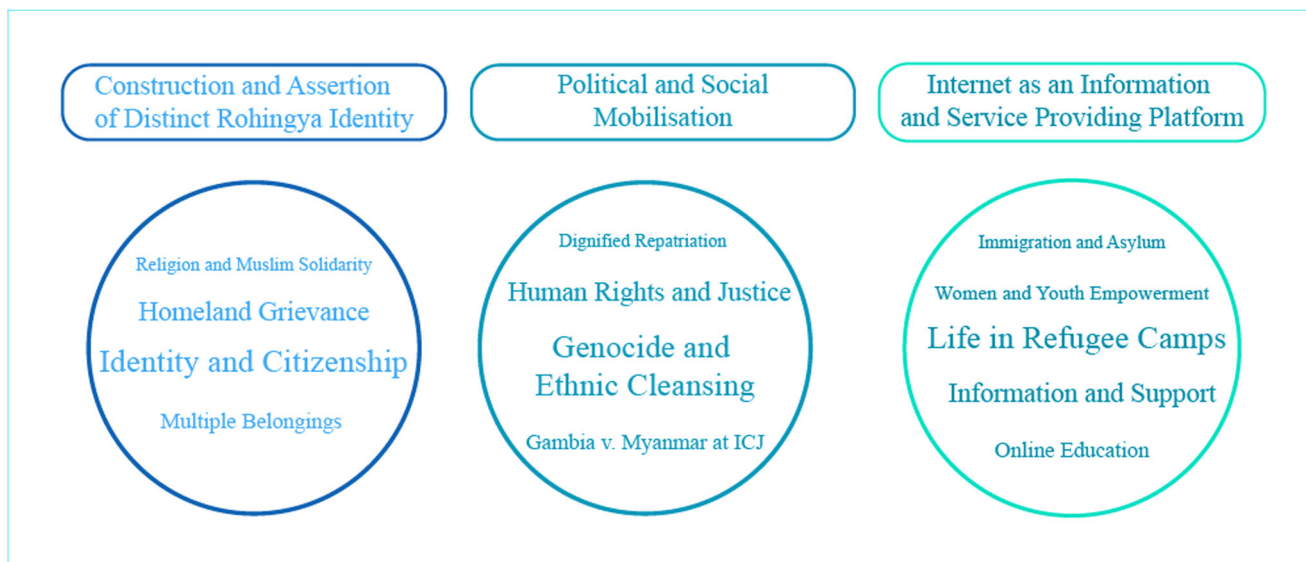 Construction and Assertion
of Distinct Rohingya Identity
Political and Social
Mobilisation
Internet as an Information
and Service Providing Platform
Religion and Muslim Solidarity
Homeland Grievance
Identity and Citizenship
Multiple Belongings
Dignified Repatriation
Human Rights and Justice
Genocide and
Ethnic Cleansing
Gambia v. Myanmar at ICJ
Immigration and Asylum
Women and Youth Empowerment
Life in Refugee Camps
Information and Support
Online Education